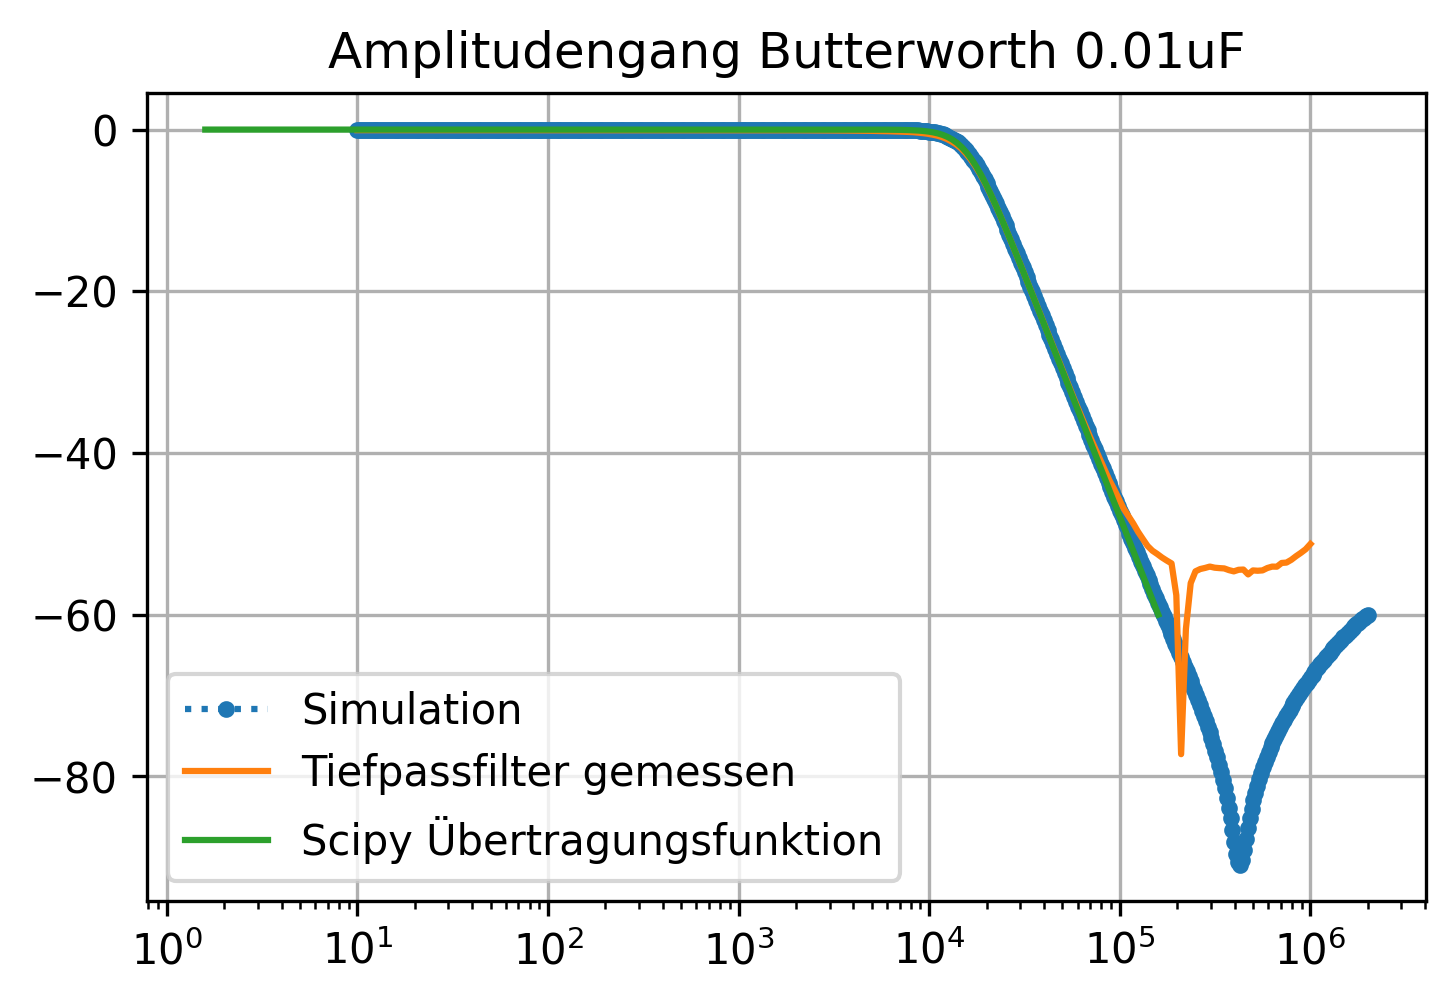 Amplitudengang Butterworth 0.01uF
0
−20
−40
−60
−80
Simulation
Tiefpassfilter gemessen
Scipy Übertragungsfunktion
10⁰ 10¹ 10² 10³ 10⁴ 10⁵ 10⁶